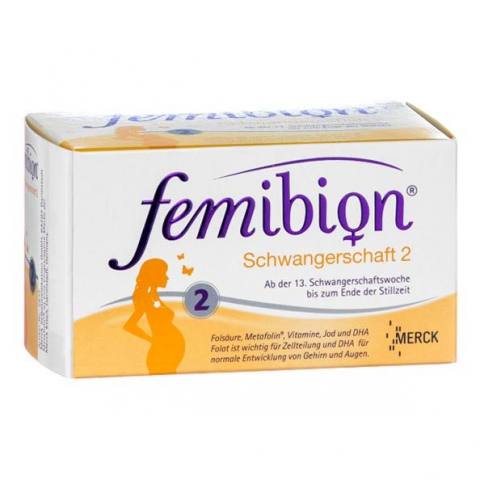 femibion
femibion®
Schwangerschaft 2
Ab der 13. Schwangerschaftswoche
bis zum Ende der Stillzeit
2
Folsäure, Metafolin®, Vitamine, Jod und DHA
Folat ist wichtig für Zellteilung und DHA für
normale Entwicklung von Gehirn und Augen.
MERCK